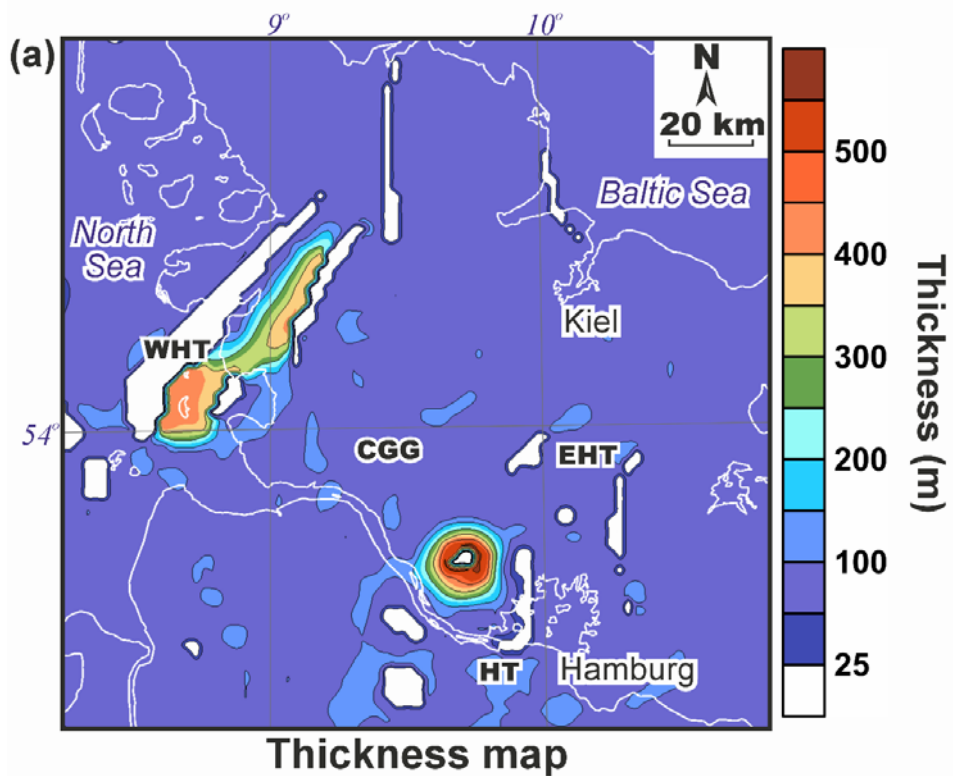 9° 10°
(a)
N
20 km
500
Baltic Sea
North
Sea
400
Kiel
WHT
300
54°
CGG EHT
200
100
25
HT Hamburg
Thickness (m)
Thickness map